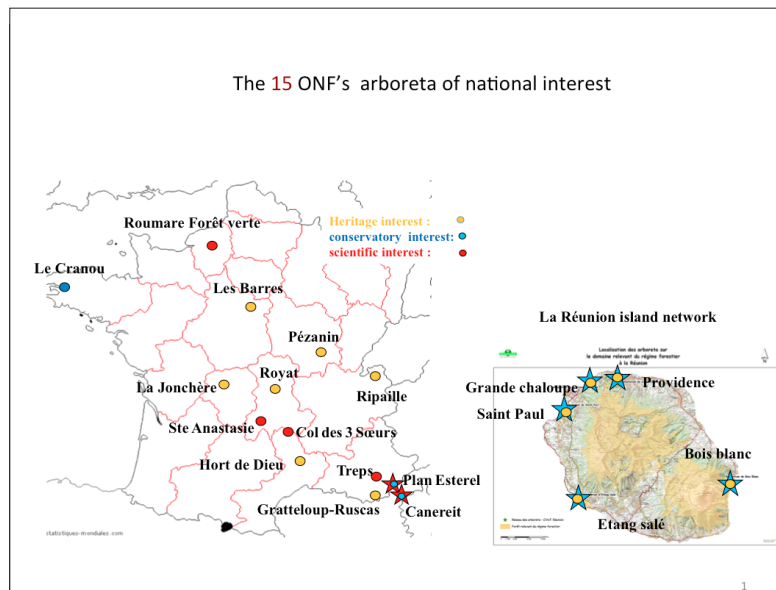 The 15 ONF's arboreta of national interest
Roumare Forêt verte
Heritage interest :
conservatory interest:
scientific interest :
Le Cranou
Les Barres
Pézanin
La Jonchère
Royat
Ripaille
Ste Anastasie
Col des 3 Sœurs
Hort de Dieu
Treps
Plan Esterel
Gratteloup-Ruscas
Canereit
statistiques-mondiales.com
La Réunion island network
Localisation des arborets sur
le domaine relevant du régime forestier
à la Réunion
Grande chaloupe
Providence
Saint Paul
Bois blanc
Etang salé
1